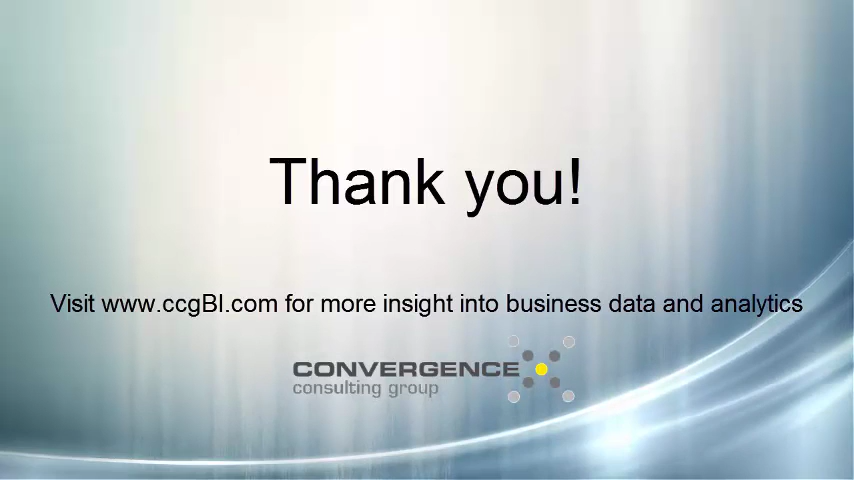 Thank you!
Visit www.ccgBI.com for more insight into business data and analytics
CONVERGENCE
consulting group